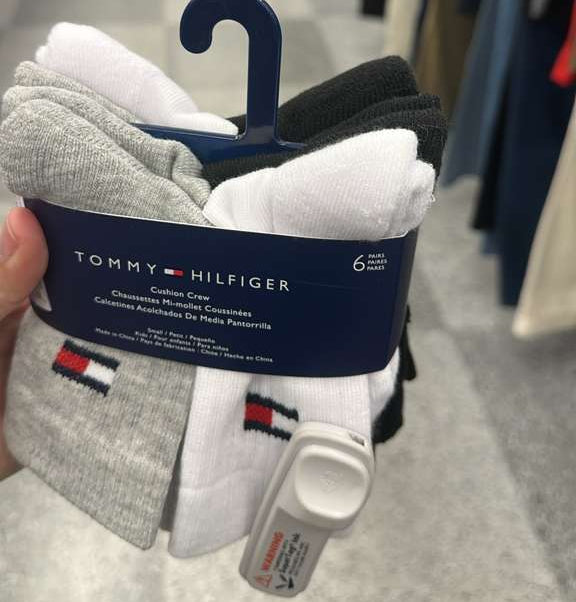 TOMMY HILFIGER
6 PAIRS
PAIRES
PARES
Cushion Crew
Chaussettes Mi-mollet Coussinées
Calcetines Acolchados De Media Pantorrilla
Small / Petit / Pequeño
Kids / Pour enfants / Para niños
Made in China / Pays de fabrication : Chine / Hecho en China
WARNING